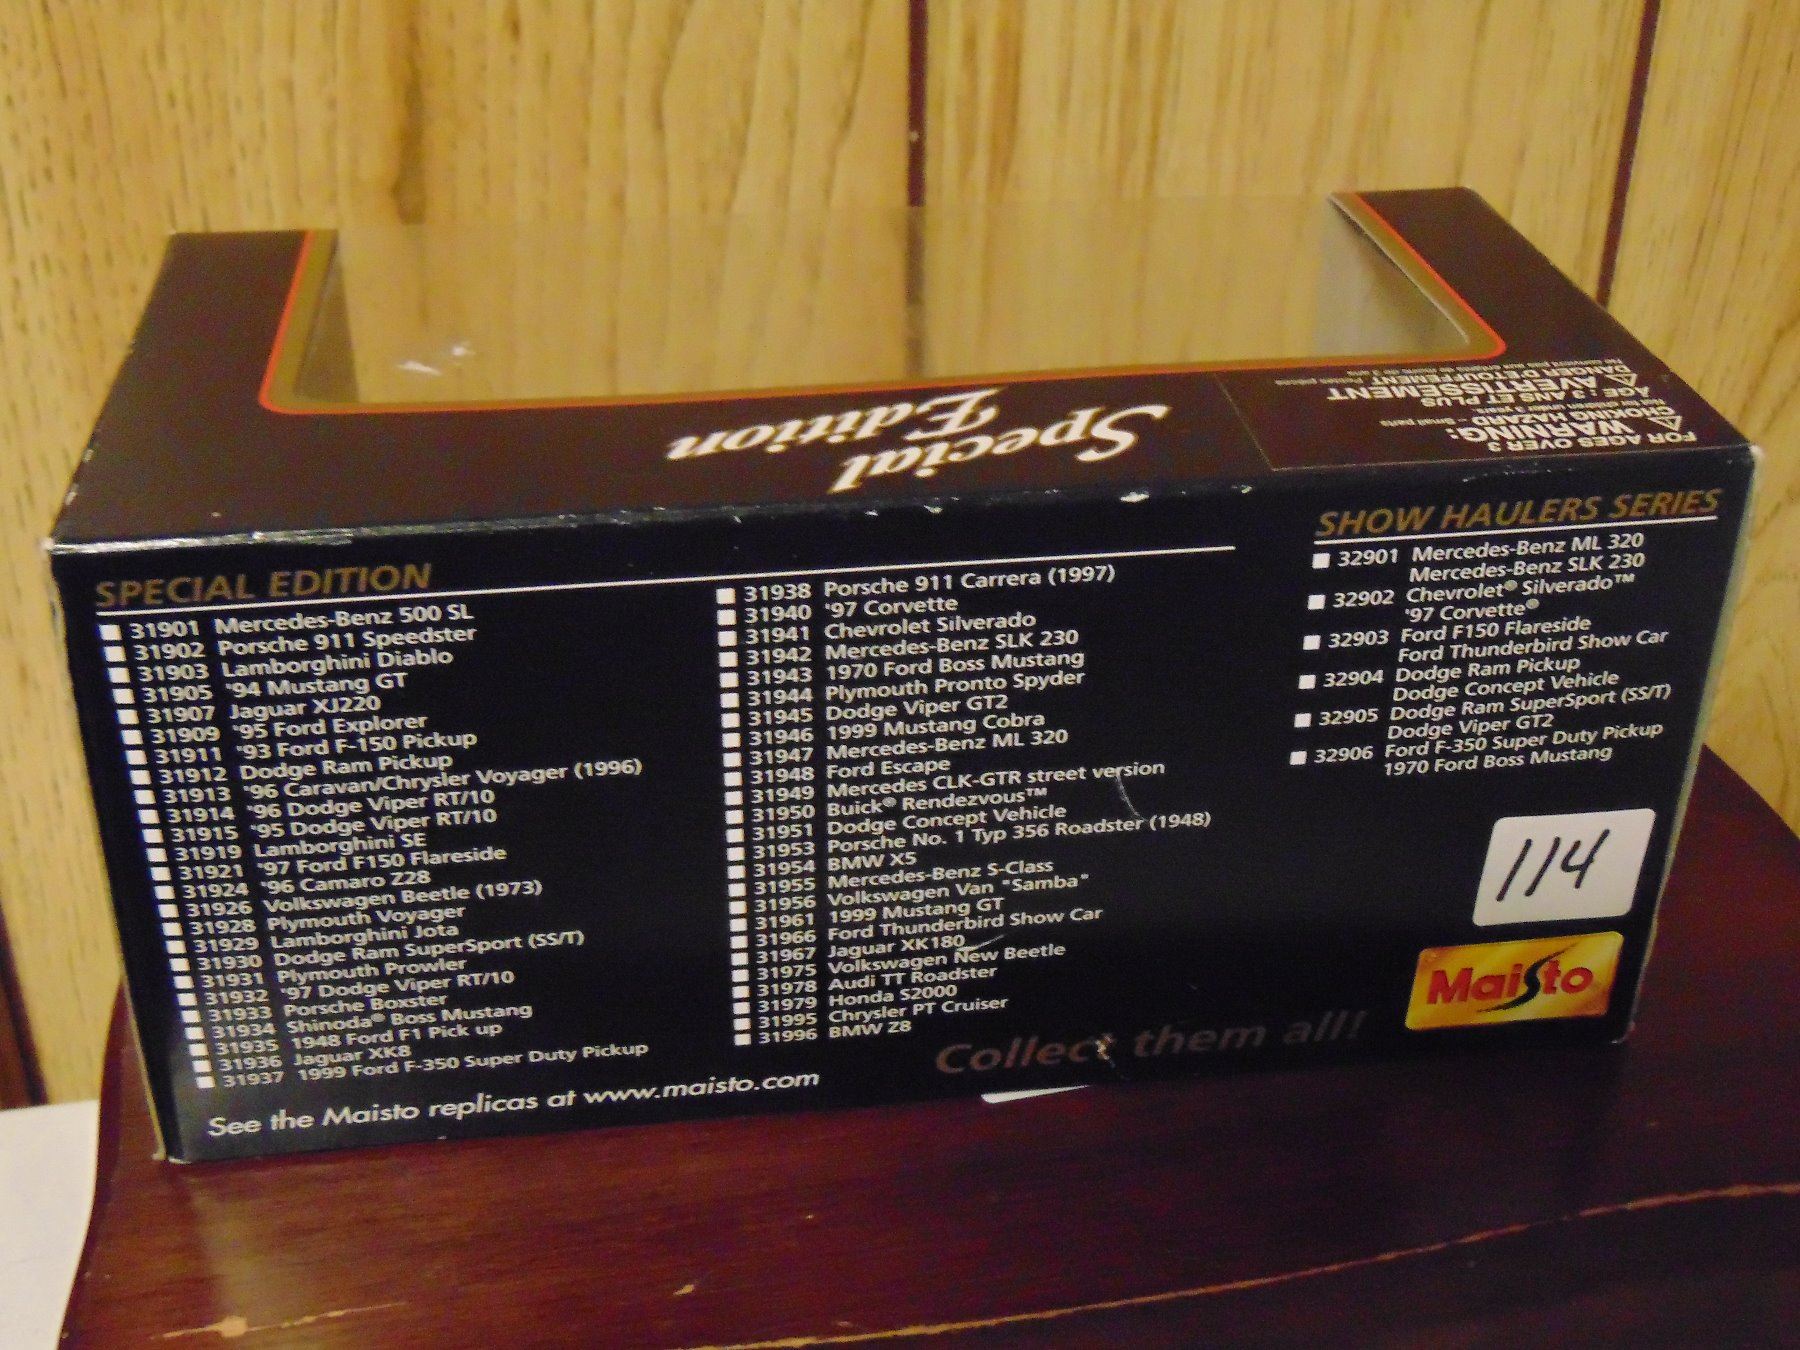 Special
Edition
FOR AGES OVER 3
WARNING:
CHOKING HAZARD - Small parts
AGE : 3 ANS ET PLUS
AVERTISSEMENT
SPECIAL EDITION
31901 Mercedes-Benz 500 SL
31902 Porsche 911 Speedster
31903 Lamborghini Diablo
31905 '94 Mustang GT
31907 Jaguar XJ220
31909 '95 Ford Explorer
31911 '93 Ford F-150 Pickup
31912 Dodge Ram Pickup
31913 '96 Caravan/Chrysler Voyager (1996)
31914 '96 Dodge Viper RT/10
31915 '95 Dodge Viper RT/10
31919 Lamborghini SE
31921 '97 Ford F150 Flareside
31924 '96 Camaro Z28
31926 Volkswagen Beetle (1973)
31928 Plymouth Voyager
31929 Lamborghini Jota
31930 Dodge Ram SuperSport (SS/T)
31931 Plymouth Prowler
31932 '97 Dodge Viper RT/10
31933 Porsche Boxster
31934 Shinoda® Boss Mustang
31935 1948 Ford F1 Pick up
31936 Jaguar XK8
31937 1999 Ford F-350 Super Duty Pickup
31938 Porsche 911 Carrera (1997)
31940 '97 Corvette
31941 Chevrolet Silverado
31942 Mercedes-Benz SLK 230
31943 1970 Ford Boss Mustang
31944 Plymouth Pronto Spyder
31945 Dodge Viper GT2
31946 1999 Mustang Cobra
31947 Mercedes-Benz ML 320
31948 Ford Escape
31949 Mercedes CLK-GTR street version
31950 Buick® Rendezvous™
31951 Dodge Concept Vehicle
31953 Porsche No. 1 Typ 356 Roadster (1948)
31954 BMW X5
31955 Mercedes-Benz S-Class
31956 Volkswagen Van "Samba"
31961 1999 Mustang GT
31966 Ford Thunderbird Show Car
31967 Jaguar XK180
31975 Volkswagen New Beetle
31978 Audi TT Roadster
31979 Honda S2000
31995 Chrysler PT Cruiser
31996 BMW Z8
SHOW HAULERS SERIES
32901 Mercedes-Benz ML 320
Mercedes-Benz SLK 230
32902 Chevrolet® Silverado™
'97 Corvette®
32903 Ford F150 Flareside
Ford Thunderbird Show Car
32904 Dodge Ram Pickup
Dodge Concept Vehicle
32905 Dodge Ram SuperSport (SS/T)
Dodge Viper GT2
32906 Ford F-350 Super Duty Pickup
1970 Ford Boss Mustang
114
Maisto
Collect them all!
See the Maisto replicas at www.maisto.com